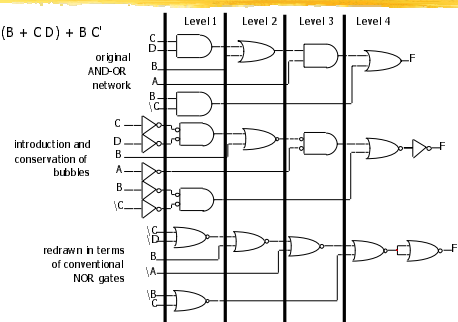 Level 1 Level 2 Level 3 Level 4
(B + C D) + B C'
C
D
original
AND-OR
network
B
A
F
B
\C
C
D
introduction and
conservation of
bubbles
B
A
F
B
\C
\C
\D
redrawn in terms
of conventional
NOR gates
B
F
\A
\B
C